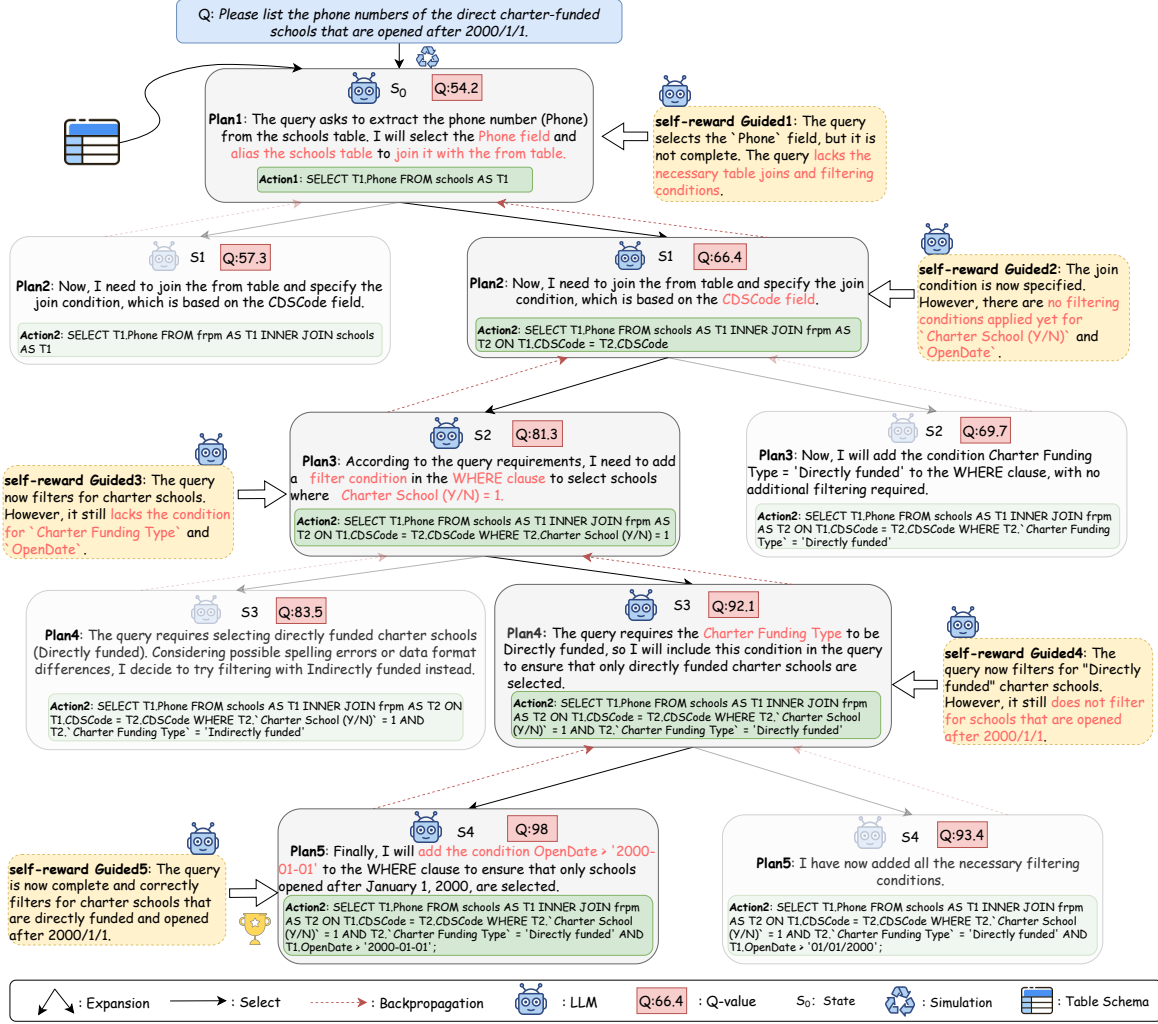 Q: Please list the phone numbers of the direct charter-funded
schools that are opened after 2000/1/1.
S0
Q:54.2
Plan1: The query asks to extract the phone number (Phone)
from the schools table. I will select the Phone field and
alias the schools table to join it with the from table.
Action1: SELECT T1.Phone FROM schools AS T1
self-reward Guided1: The query
selects the `Phone` field, but it is
not complete. The query lacks the
necessary table joins and filtering
conditions.
S1
Q:57.3
Plan2: Now, I need to join the from table and specify the
join condition, which is based on the CDSCode field.
Action2: SELECT T1.Phone FROM frpm AS T1 INNER JOIN schools
AS T1
S1
Q:66.4
Plan2: Now, I need to join the from table and specify the join
condition, which is based on the CDSCode field.
Action2: SELECT T1.Phone FROM schools AS T1 INNER JOIN frpm AS
T2 ON T1.CDSCode = T2.CDSCode
self-reward Guided2: The join
condition is now specified.
However, there are no filtering
conditions applied yet for
`Charter School (Y/N)` and
`OpenDate`.
S2
Q:81.3
Plan3: According to the query requirements, I need to add
a filter condition in the WHERE clause to select schools
where Charter School (Y/N) = 1.
Action2: SELECT T1.Phone FROM schools AS T1 INNER JOIN frpm AS
T2 ON T1.CDSCode = T2.CDSCode WHERE T2.Charter School (Y/N) = 1
self-reward Guided3: The query
now filters for charter schools.
However, it still lacks the condition
for `Charter Funding Type` and
`OpenDate`.
S2
Q:69.7
Plan3: Now, I will add the condition Charter Funding
Type = 'Directly funded' to the WHERE clause, with no
additional filtering required.
Action2: SELECT T1.Phone FROM schools AS T1 INNER JOIN frpm
AS T2 ON T1.CDSCode = T2.CDSCode WHERE T2.`Charter Funding
Type` = 'Directly funded'
S3
Q:83.5
Plan4: The query requires selecting directly funded charter schools
(Directly funded). Considering possible spelling errors or data format
differences, I decide to try filtering with Indirectly funded instead.
Action2: SELECT T1.Phone FROM schools AS T1 INNER JOIN frpm AS T2 ON
T1.CDSCode = T2.CDSCode WHERE T2.`Charter School (Y/N)` = 1 AND
T2.`Charter Funding Type` = 'Indirectly funded'
S3
Q:92.1
Plan4: The query requires the Charter Funding Type to be
Directly funded, so I will include this condition in the query
to ensure that only directly funded charter schools are
selected.
Action2: SELECT T1.Phone FROM schools AS T1 INNER JOIN frpm
AS T2 ON T1.CDSCode = T2.CDSCode WHERE T2.`Charter School
(Y/N)` = 1 AND T2.`Charter Funding Type` = 'Directly funded'
self-reward Guided4: The
query now filters for "Directly
funded" charter schools.
However, it still does not filter
for schools that are opened
after 2000/1/1.
S4
Q:98
Plan5: Finally, I will add the condition OpenDate > '2000-
01-01' to the WHERE clause to ensure that only schools
opened after January 1, 2000, are selected.
Action2: SELECT T1.Phone FROM schools AS T1 INNER JOIN frpm
AS T2 ON T1.CDSCode = T2.CDSCode WHERE T2.`Charter School
(Y/N)` = 1 AND T2.`Charter Funding Type` = 'Directly funded' AND
T1.OpenDate > '2000-01-01';
self-reward Guided5: The query
is now complete and correctly
filters for charter schools that
are directly funded and opened
after 2000/1/1.
S4
Q:93.4
Plan5: I have now added all the necessary filtering
conditions.
Action2: SELECT T1.Phone FROM schools AS T1 INNER JOIN frpm
AS T2 ON T1.CDSCode = T2.CDSCode WHERE T2.`Charter School
(Y/N)` = 1 AND T2.`Charter Funding Type` = 'Directly funded' AND
T1.OpenDate > '01/01/2000';
: Expansion
: Select
: Backpropagation
: LLM
Q:66.4 : Q-value
S0: State
: Simulation
: Table Schema